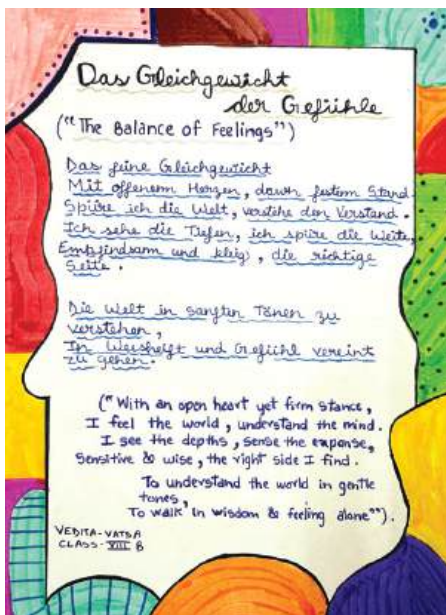 Das Gleichgewicht
der Gefühle
("The Balance of Feelings")
Das feine Gleichgewicht
Mit offenem Herzen, dawh festem Stand
Spüre ich die Welt, verstehe den Verstand.
Ich sehe die Tiefen, ich spüre die Weite,
Empfindsam und kleig, die richtige
Seite.
Die Welt in sanften Tönen zu
verstehen,
In Weisheit und Gefühl vereint
zu gehen.
("With an open heart yet firm stance,
I feel the world, understand the mind.
I see the depths, sense the expanse,
Sensitive & wise, the right side I find.
To understand the world in gentle
tones,
To walk in wisdom & feeling alone"").
VEDITA-VATSA
CLASS-VIII B